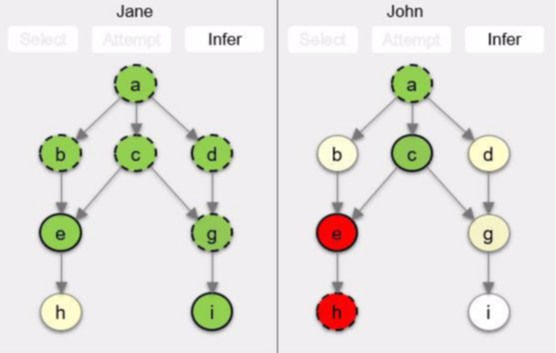 Jane
Select Attempt Infer
a
b c d
e g
h i
John
Select Attempt Infer
a
b c d
e g
h i